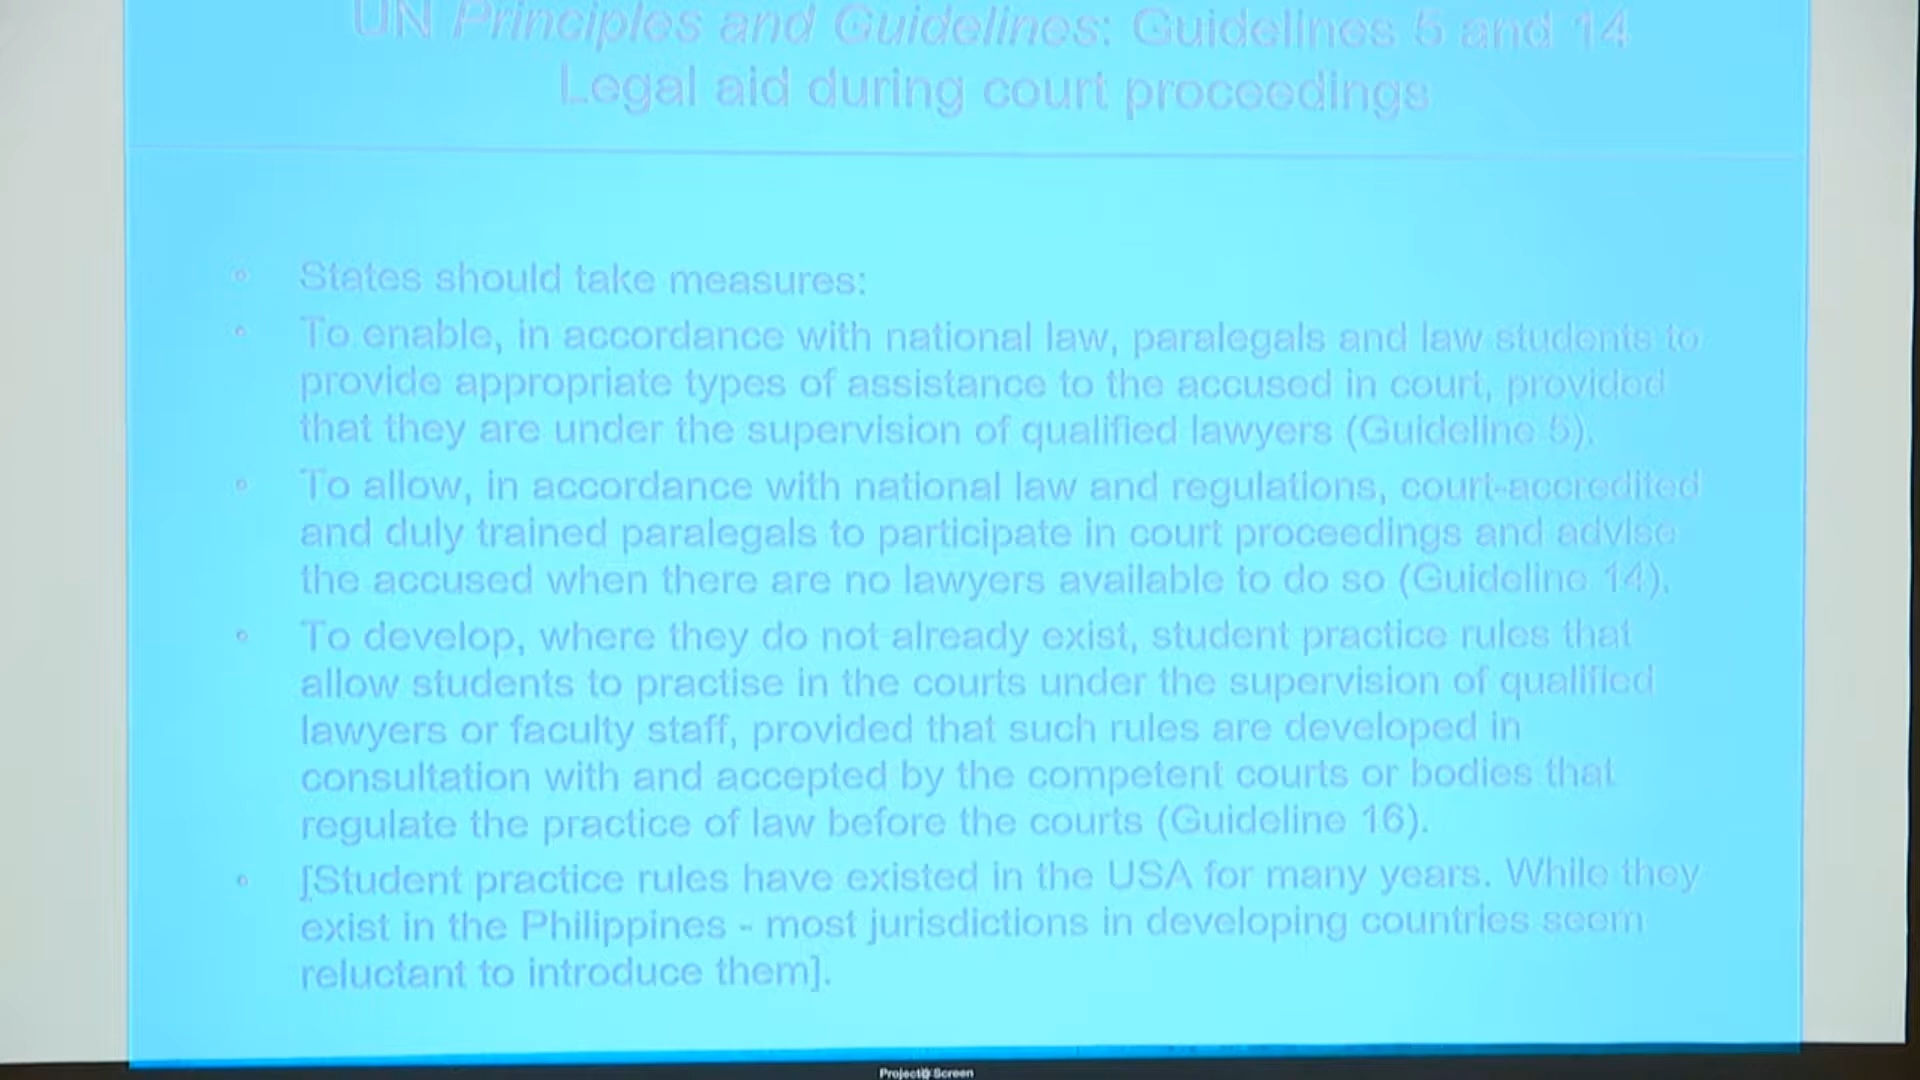 UN Principles and Guidelines: Guidelines 5 and 14
Legal aid during court proceedings
• States should take measures:
• To enable, in accordance with national law, paralegals and law students to
provide appropriate types of assistance to the accused in court, provided
that they are under the supervision of qualified lawyers (Guideline 5).
• To allow, in accordance with national law and regulations, court-accredited
and duly trained paralegals to participate in court proceedings and advise
the accused when there are no lawyers available to do so (Guideline 14).
• To develop, where they do not already exist, student practice rules that
allow students to practise in the courts under the supervision of qualified
lawyers or faculty staff, provided that such rules are developed in
consultation with and accepted by the competent courts or bodies that
regulate the practice of law before the courts (Guideline 16).
• [Student practice rules have existed in the USA for many years. While they
exist in the Philippines - most jurisdictions in developing countries seem
reluctant to introduce them].
Screen